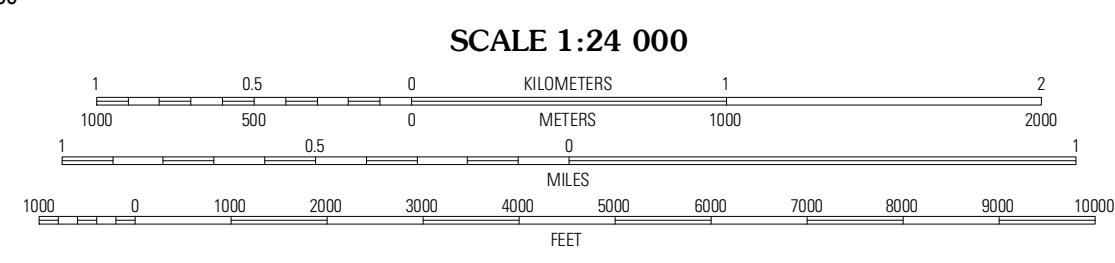 SCALE 1:24 000
1 0.5 0 KILOMETERS 1 2
1000 500 0 METERS 1000 2000
1 0.5 0 1
MILES
1000 0 1000 2000 3000 4000 5000 6000 7000 8000 9000 10000
FEET